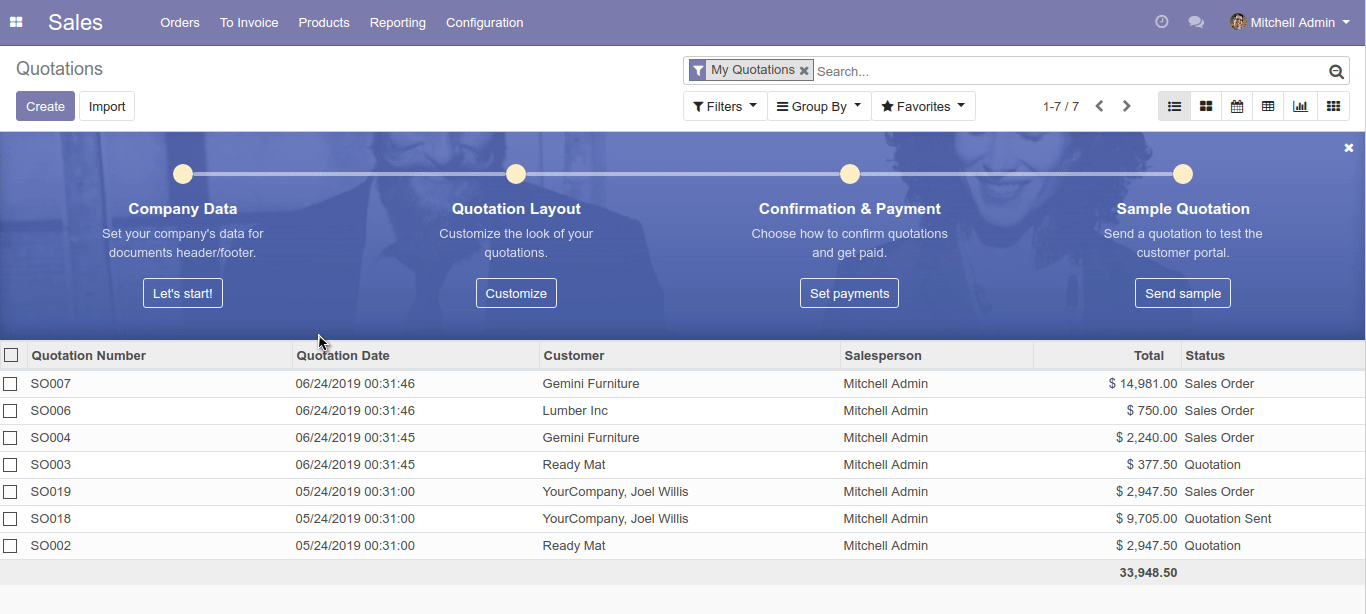 Sales Orders To Invoice Products Reporting Configuration Mitchell Admin
Quotations
My Quotations Search...
Create Import Filters Group By Favorites 1-7 / 7
Company Data Quotation Layout Confirmation & Payment Sample Quotation
Set your company's data for Customize the look of your Choose how to confirm quotations Send a quotation to test the
documents header/footer. quotations. and get paid. customer portal.
Let's start! Customize Set payments Send sample
Quotation Number Quotation Date Customer Salesperson Total Status
SO007 06/24/2019 00:31:46 Gemini Furniture Mitchell Admin $ 14,981.00 Sales Order
SO006 06/24/2019 00:31:46 Lumber Inc Mitchell Admin $ 750.00 Sales Order
SO004 06/24/2019 00:31:45 Gemini Furniture Mitchell Admin $ 2,240.00 Sales Order
SO003 06/24/2019 00:31:45 Ready Mat Mitchell Admin $ 377.50 Quotation
SO019 05/24/2019 00:31:00 YourCompany, Joel Willis Mitchell Admin $ 2,947.50 Sales Order
SO018 05/24/2019 00:31:00 YourCompany, Joel Willis Mitchell Admin $ 9,705.00 Quotation Sent
SO002 05/24/2019 00:31:00 Ready Mat Mitchell Admin $ 2,947.50 Quotation
33,948.50